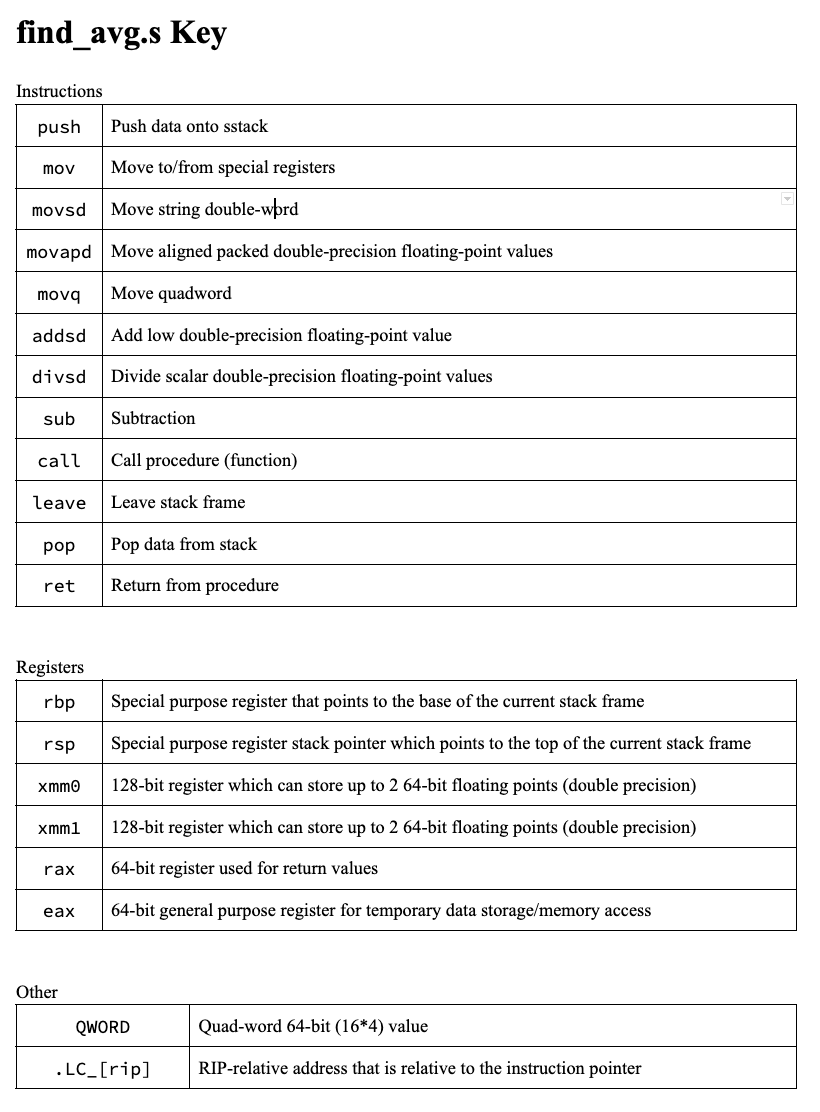 find_avg.s Key
Instructions
push Push data onto sstack
mov Move to/from special registers
movsd Move string double-word
movapd Move aligned packed double-precision floating-point values
movq Move quadword
addsd Add low double-precision floating-point value
divsd Divide scalar double-precision floating-point values
sub Subtraction
call Call procedure (function)
leave Leave stack frame
pop Pop data from stack
ret Return from procedure
Registers
rbp Special purpose register that points to the base of the current stack frame
rsp Special purpose register stack pointer which points to the top of the current stack frame
xmm0 128-bit register which can store up to 2 64-bit floating points (double precision)
xmm1 128-bit register which can store up to 2 64-bit floating points (double precision)
rax 64-bit register used for return values
eax 64-bit general purpose register for temporary data storage/memory access
Other
QWORD Quad-word 64-bit (16*4) value
.LC_[rip] RIP-relative address that is relative to the instruction pointer